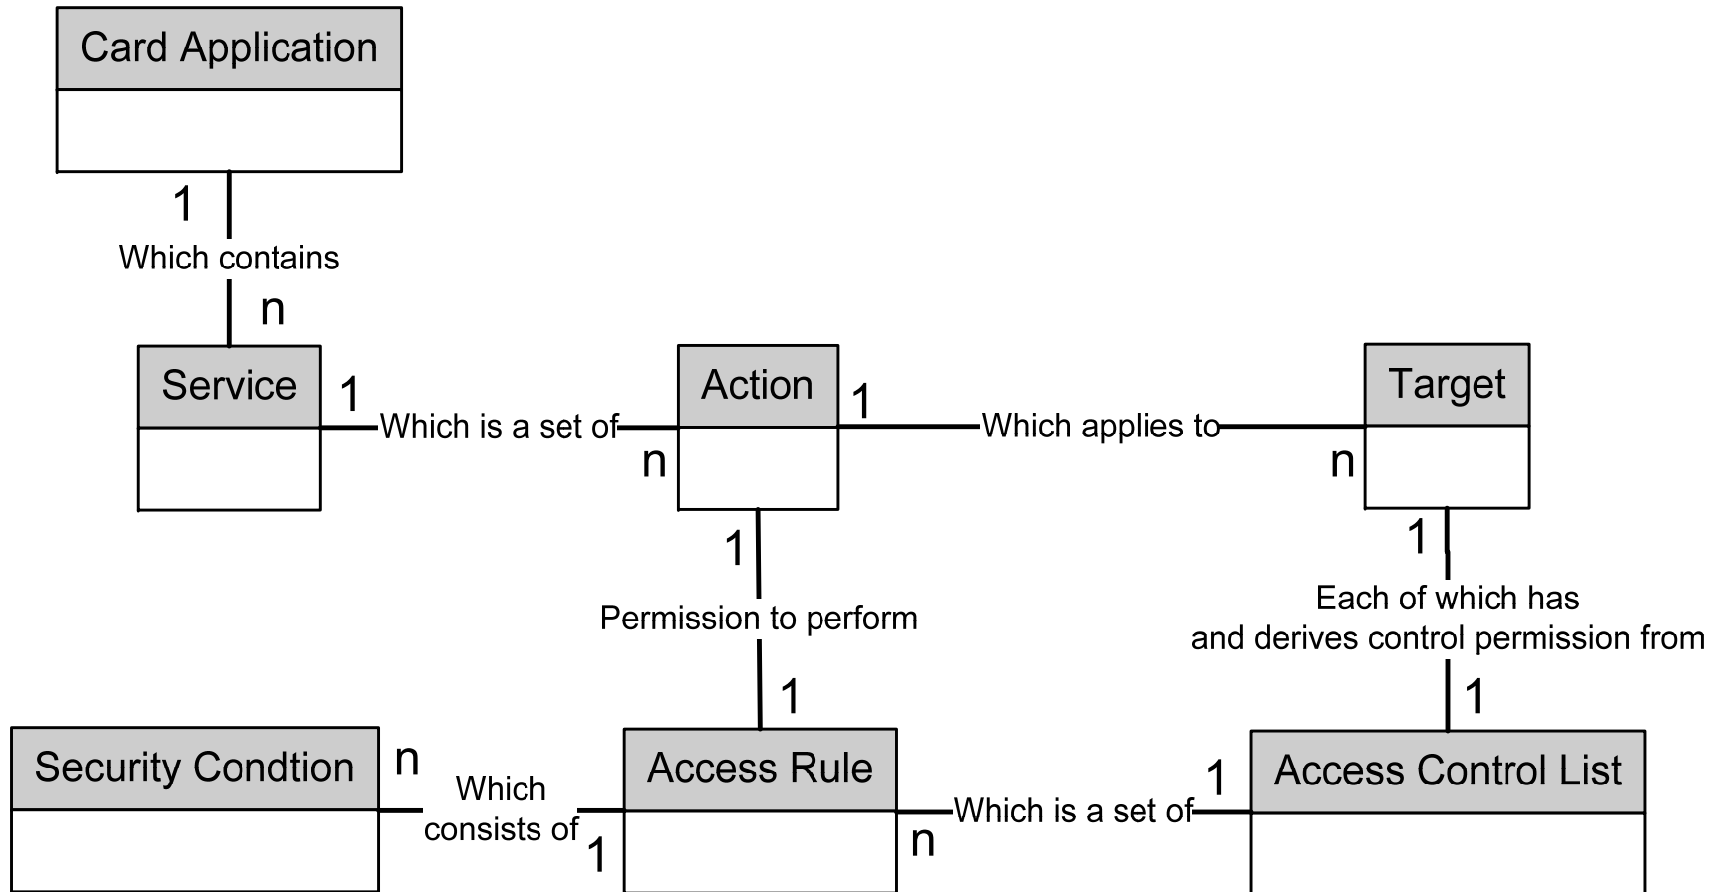 Card Application
1
Which contains
n
Service
1
Which is a set of
n
Action
1
Which applies to
n
Target
1
Permission to perform
1
1
Each of which has
and derives control permission from
1
Security Condtion
n
Which
consists of
1
Access Rule
n
Which is a set of
1
Access Control List